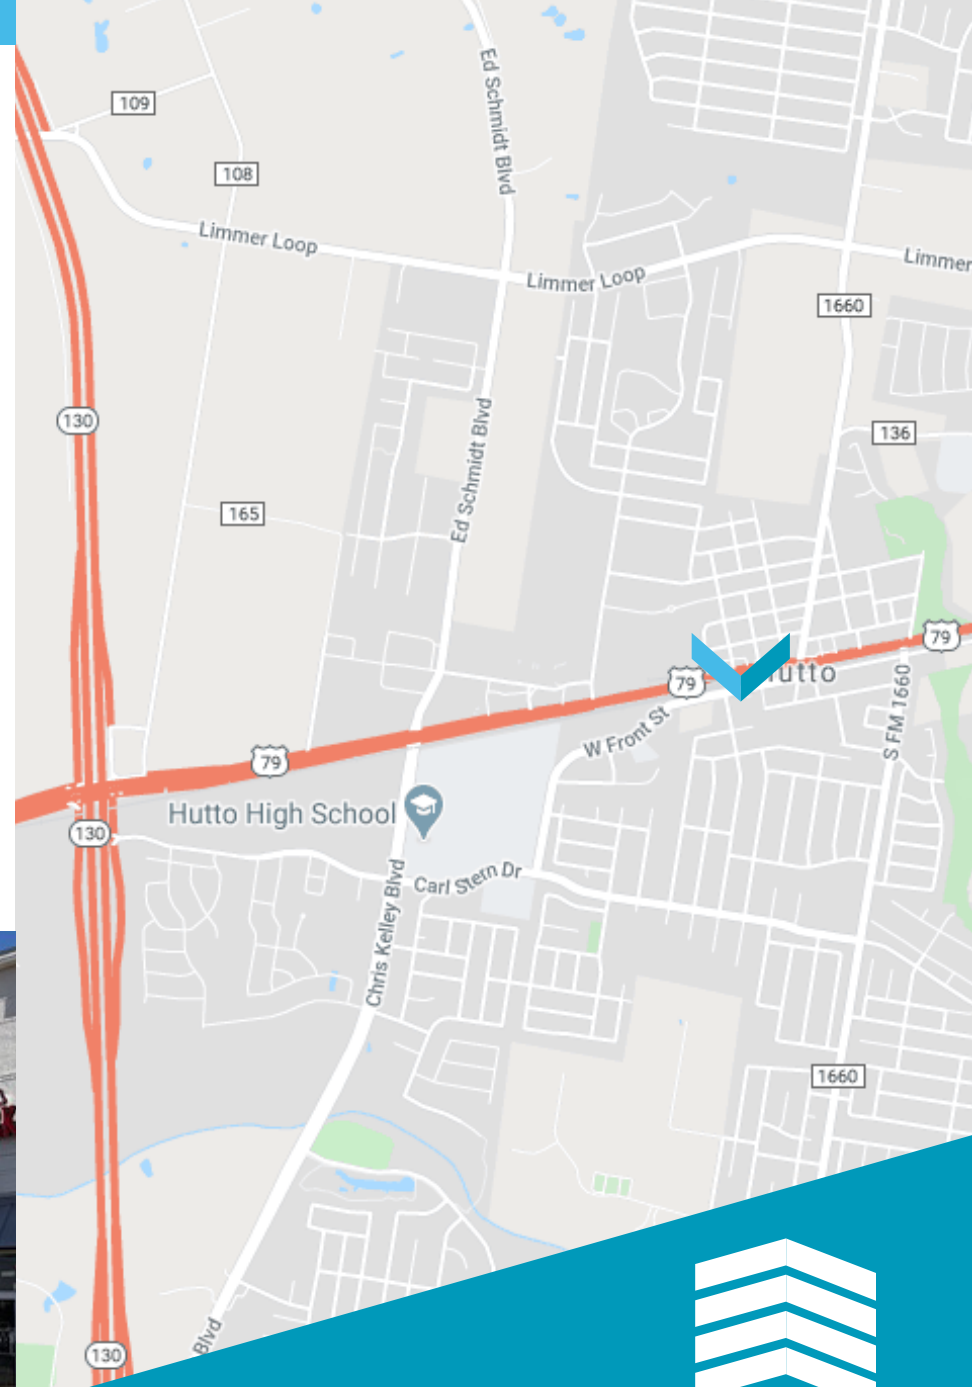 Ed Schmidt Blvd
109
108
Limmer Loop
Limmer Loop
Limmer
1660
130
Ed Schmidt Blvd
136
165
79
79
Hutto
W Front St
S FM 1660
79
Hutto High School
130
Carl Stern Dr
Chris Kelley Blvd
1660
Blvd
130